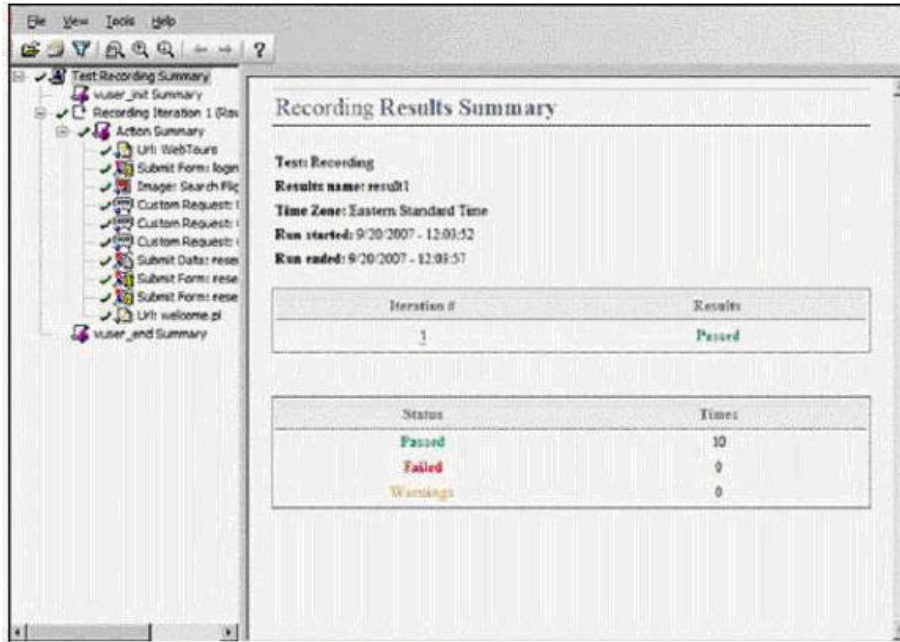 File View Tools Help
?
Test Recording Summary
vuser_init Summary
Recording Iteration 1 (Rov
Action Summary
Url: WebTours
Submit Form: login
Image: Search Flig
Custom Request:
Custom Request:
Custom Request:
Submit Data: rese
Submit Form: rese
Submit Form: rese
Url: welcome.pl
vuser_end Summary
Recording Results Summary
Test: Recording
Results name: result1
Time Zone: Eastern Standard Time
Run started: 9/20/2007 - 12:03:52
Run ended: 9/20/2007 - 12:03:57
Iteration # Results
1 Passed
Status Times
Passed 10
Failed 0
Warnings 0